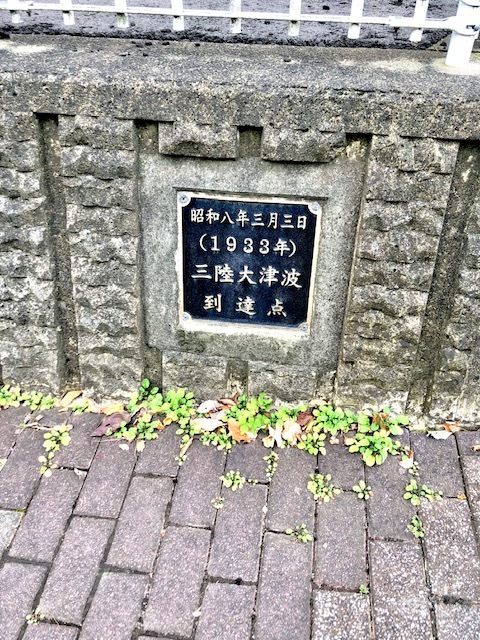 昭和八年三月三日
(1933年)
三陸大津波
到達点